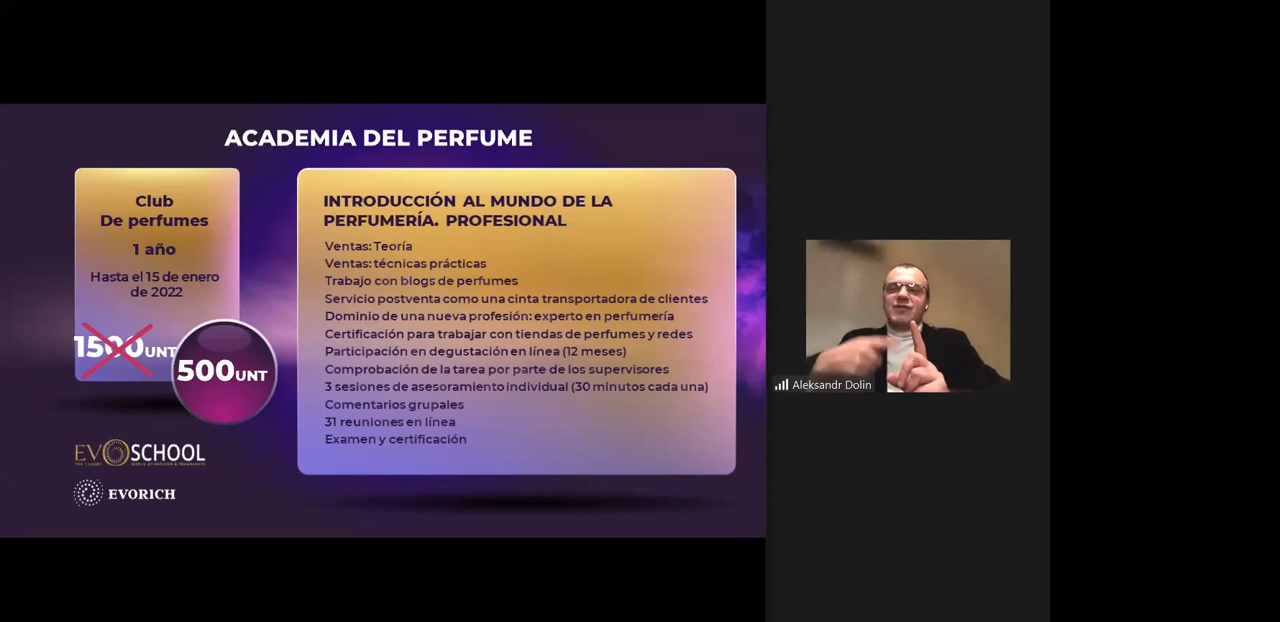 ACADEMIA DEL PERFUME
Club
De perfumes
1 año
Hasta el 15 de enero
de 2022
1500UNT
500UNT
EVOSCHOOL
EVORICH
INTRODUCCIÓN AL MUNDO DE LA
PERFUMERÍA. PROFESIONAL
Ventas: Teoría
Ventas: técnicas prácticas
Trabajo con blogs de perfumes
Servicio postventa como una cinta transportadora de clientes
Dominio de una nueva profesión: experto en perfumería
Certificación para trabajar con tiendas de perfumes y redes
Participación en degustación en línea (12 meses)
Comprobación de la tarea por parte de los supervisores
3 sesiones de asesoramiento individual (30 minutos cada una)
Comentarios grupales
31 reuniones en línea
Examen y certificación
Aleksandr Dolin